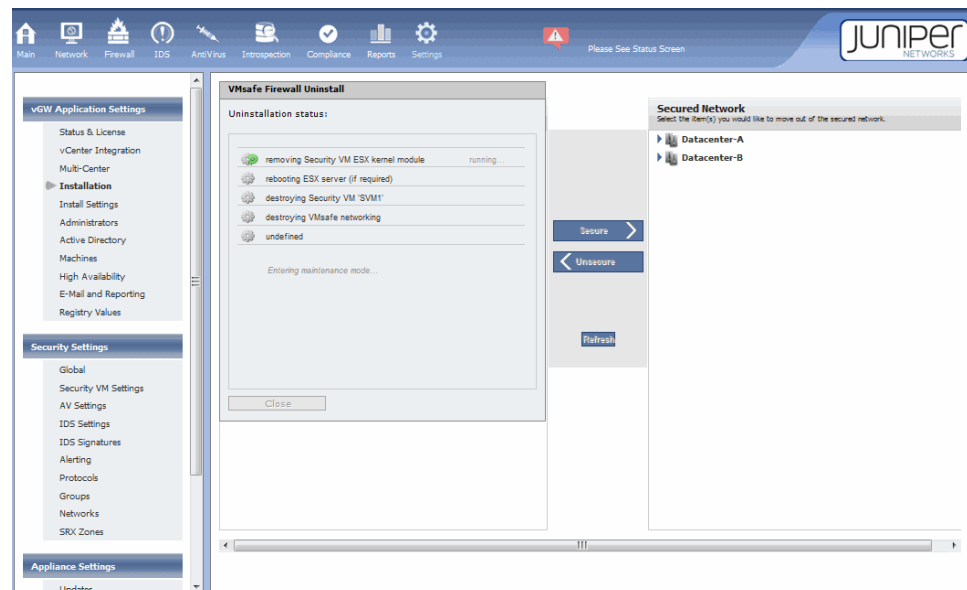 Main Network Firewall IDS AntiVirus Introspection Compliance Reports Settings
Please See Status Screen
JUNIPER
NETWORKS
vGW Application Settings
Status & License
vCenter Integration
Multi-Center
Installation
Install Settings
Administrators
Active Directory
Machines
High Availability
E-Mail and Reporting
Registry Values
Security Settings
Global
Security VM Settings
AV Settings
IDS Settings
IDS Signatures
Alerting
Protocols
Groups
Networks
SRX Zones
Appliance Settings
Updates
VMsafe Firewall Uninstall
Uninstallation status:
removing Security VM ESX kernel module running...
rebooting ESX server (if required)
destroying Security VM 'SVM1'
destroying VMsafe networking
undefined
Entering maintenance mode...
Close
Secure
Unsecure
Refresh
Secured Network
Select the item(s) you would like to move out of the secured network.
Datacenter-A
Datacenter-B